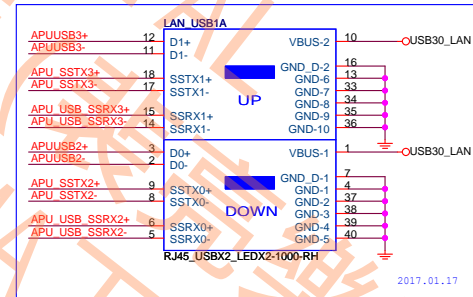 LAN_USB1A
APUUSB3+ 12 D1+ VBUS-2 10 USB30_LAN
APUUSB3- 11 D1-
GND_D-2 16
APU_SSTX3+ 18 SSTX1+ GND-6 13
APU_SSTX3- 17 SSTX1- GND-7 33
UP GND-8 34
APU_USB_SSRX3+ 15 SSRX1+ GND-9 35
APU_USB_SSRX3- 14 SSRX1- GND-10 36
APUUSB2+ 3 D0+ VBUS-1 1 USB30_LAN
APUUSB2- 2 D0-
GND_D-1 7
APU_SSTX2+ 9 SSTX0+ GND-1 4
APU_SSTX2- 8 SSTX0- GND-2 37
DOWN GND-3 38
APU_USB_SSRX2+ 6 SSRX0+ GND-4 39
APU_USB_SSRX2- 5 SSRX0- GND-5 40
RJ45_USBX2_LEDX2-1000-RH
2017.01.17